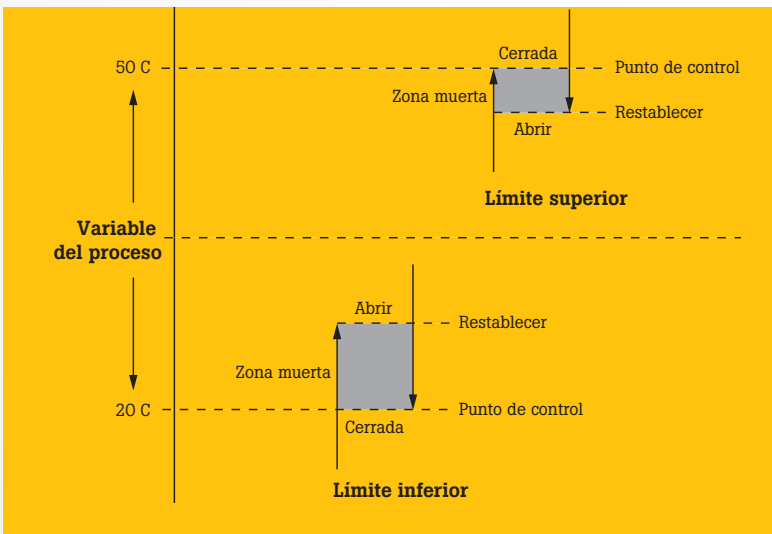 Cerrada
50 C
Punto de control
Zona muerta
Restablecer
Abrir
Límite superior
Variable
del proceso
Abrir
Restablecer
Zona muerta
20 C
Punto de control
Cerrada
Límite inferior